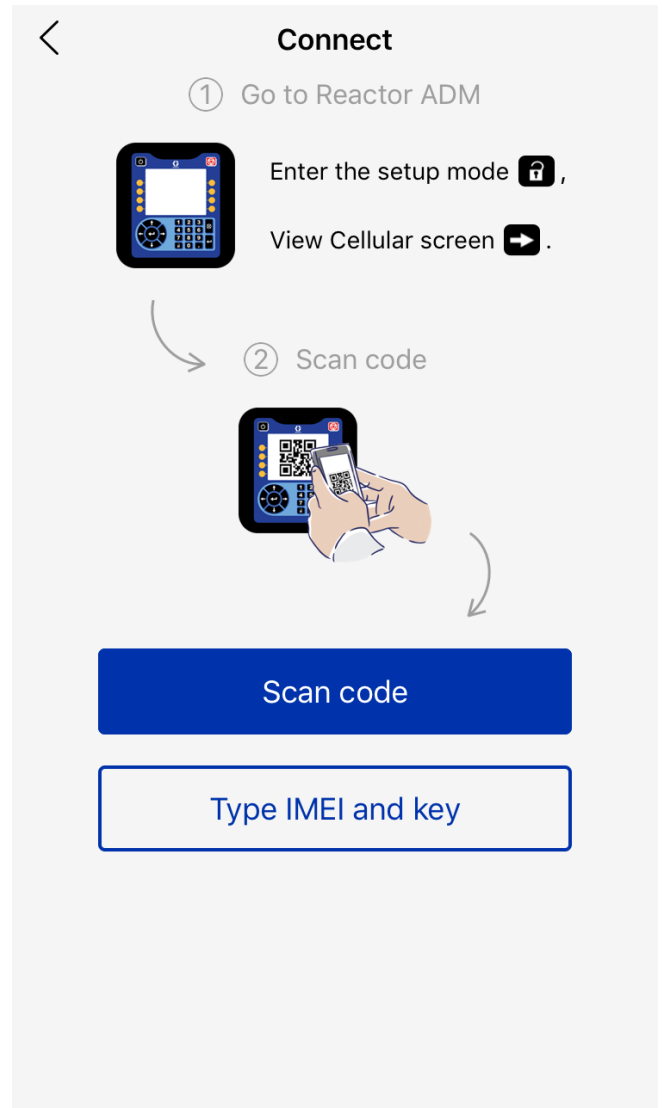 Connect
1 Go to Reactor ADM
Enter the setup mode ,
View Cellular screen .
2 Scan code
Scan code
Type IMEI and key